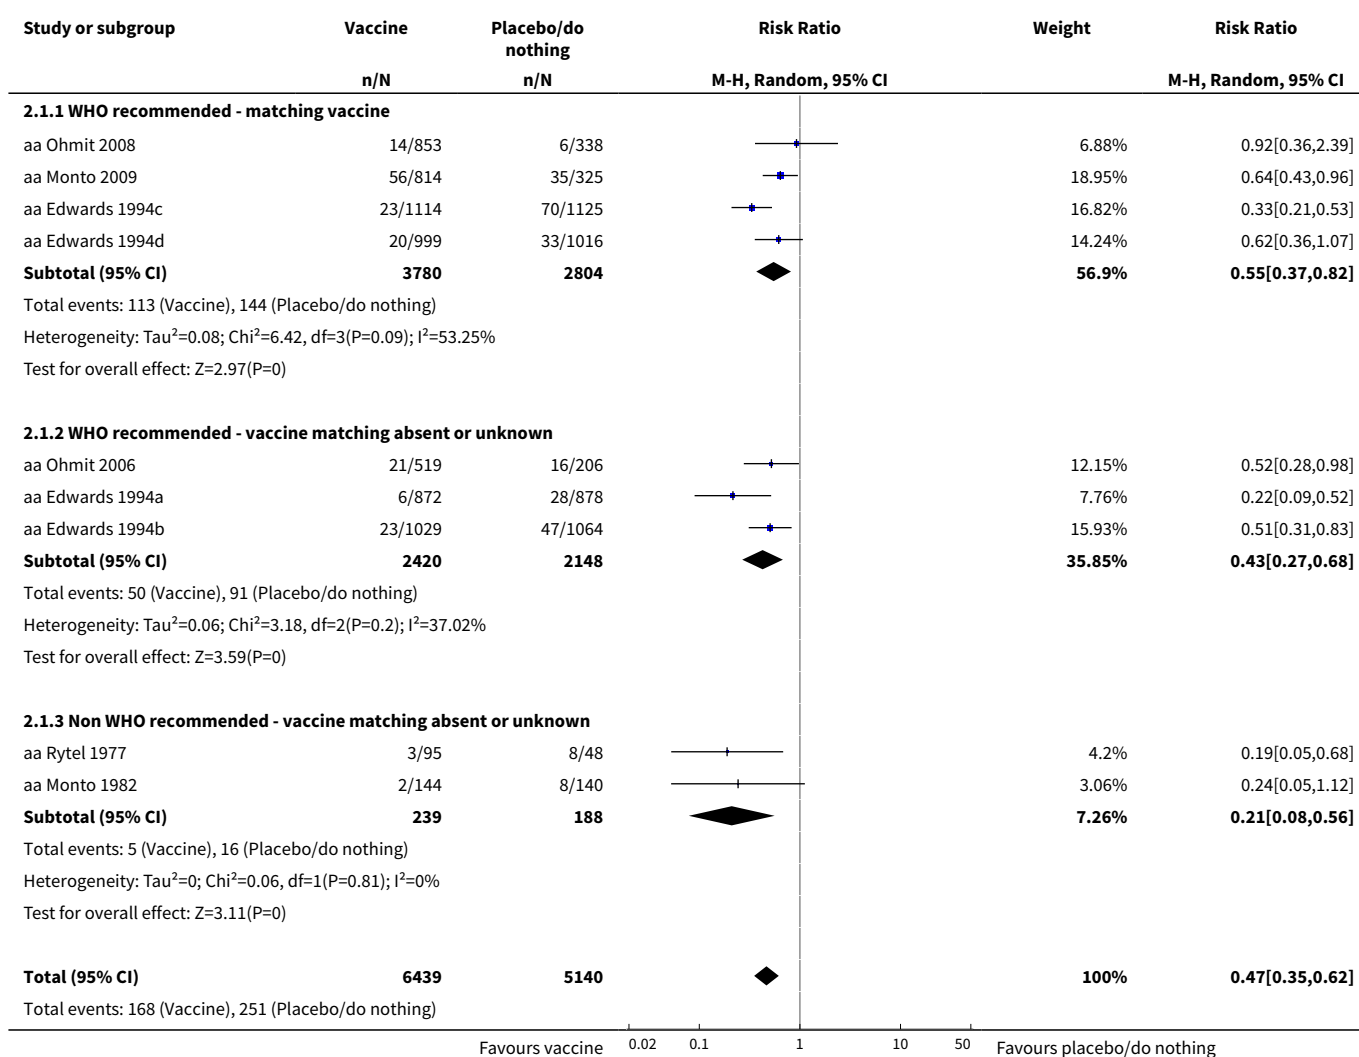 Study or subgroup Vaccine Placebo/do nothing Risk Ratio Weight Risk Ratio
n/N n/N M-H, Random, 95% CI M-H, Random, 95% CI
2.1.1 WHO recommended - matching vaccine
aa Ohmit 2008 14/853 6/338 6.88% 0.92[0.36,2.39]
aa Monto 2009 56/814 35/325 18.95% 0.64[0.43,0.96]
aa Edwards 1994c 23/1114 70/1125 16.82% 0.33[0.21,0.53]
aa Edwards 1994d 20/999 33/1016 14.24% 0.62[0.36,1.07]
Subtotal (95% CI) 3780 2804 56.9% 0.55[0.37,0.82]
Total events: 113 (Vaccine), 144 (Placebo/do nothing)
Heterogeneity: Tau²=0.08; Chi²=6.42, df=3(P=0.09); I²=53.25%
Test for overall effect: Z=2.97(P=0)
2.1.2 WHO recommended - vaccine matching absent or unknown
aa Ohmit 2006 21/519 16/206 12.15% 0.52[0.28,0.98]
aa Edwards 1994a 6/872 28/878 7.76% 0.22[0.09,0.52]
aa Edwards 1994b 23/1029 47/1064 15.93% 0.51[0.31,0.83]
Subtotal (95% CI) 2420 2148 35.85% 0.43[0.27,0.68]
Total events: 50 (Vaccine), 91 (Placebo/do nothing)
Heterogeneity: Tau²=0.06; Chi²=3.18, df=2(P=0.2); I²=37.02%
Test for overall effect: Z=3.59(P=0)
2.1.3 Non WHO recommended - vaccine matching absent or unknown
aa Rytel 1977 3/95 8/48 4.2% 0.19[0.05,0.68]
aa Monto 1982 2/144 8/140 3.06% 0.24[0.05,1.12]
Subtotal (95% CI) 239 188 7.26% 0.21[0.08,0.56]
Total events: 5 (Vaccine), 16 (Placebo/do nothing)
Heterogeneity: Tau²=0; Chi²=0.06, df=1(P=0.81); I²=0%
Test for overall effect: Z=3.11(P=0)
Total (95% CI) 6439 5140 100% 0.47[0.35,0.62]
Total events: 168 (Vaccine), 251 (Placebo/do nothing)
Favours vaccine 0.02 0.1 1 10 50 Favours placebo/do nothing